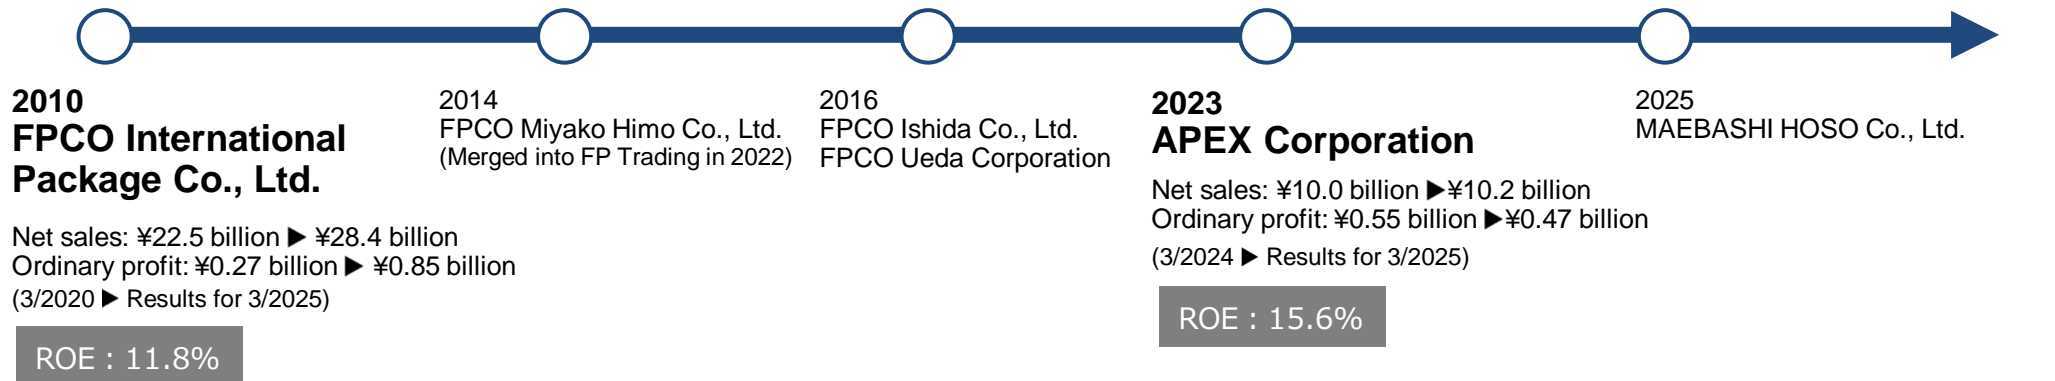 2010
FPCO International
Package Co., Ltd.
Net sales: ¥22.5 billion ▶ ¥28.4 billion
Ordinary profit: ¥0.27 billion ▶ ¥0.85 billion
(3/2020 ▶ Results for 3/2025)
ROE : 11.8%
2014
FPCO Miyako Himo Co., Ltd.
(Merged into FP Trading in 2022)
2016
FPCO Ishida Co., Ltd.
FPCO Ueda Corporation
2023
APEX Corporation
Net sales: ¥10.0 billion ▶¥10.2 billion
Ordinary profit: ¥0.55 billion ▶¥0.47 billion
(3/2024 ▶ Results for 3/2025)
ROE : 15.6%
2025
MAEBASHI HOSO Co., Ltd.